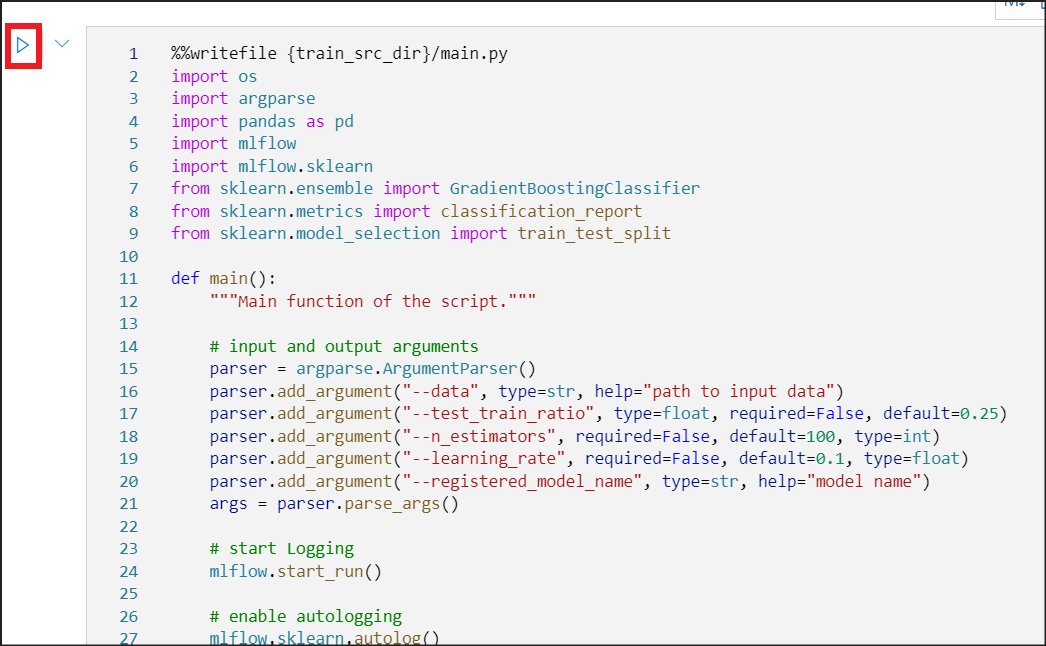 1 %%writefile {train_src_dir}/main.py
2 import os
3 import argparse
4 import pandas as pd
5 import mlflow
6 import mlflow.sklearn
7 from sklearn.ensemble import GradientBoostingClassifier
8 from sklearn.metrics import classification_report
9 from sklearn.model_selection import train_test_split
10
11 def main():
12     """Main function of the script."""
13
14     # input and output arguments
15     parser = argparse.ArgumentParser()
16     parser.add_argument("--data", type=str, help="path to input data")
17     parser.add_argument("--test_train_ratio", type=float, required=False, default=0.25)
18     parser.add_argument("--n_estimators", required=False, default=100, type=int)
19     parser.add_argument("--learning_rate", required=False, default=0.1, type=float)
20     parser.add_argument("--registered_model_name", type=str, help="model name")
21     args = parser.parse_args()
22
23     # start Logging
24     mlflow.start_run()
25
26     # enable autologging
27     mlflow.sklearn.autolog()